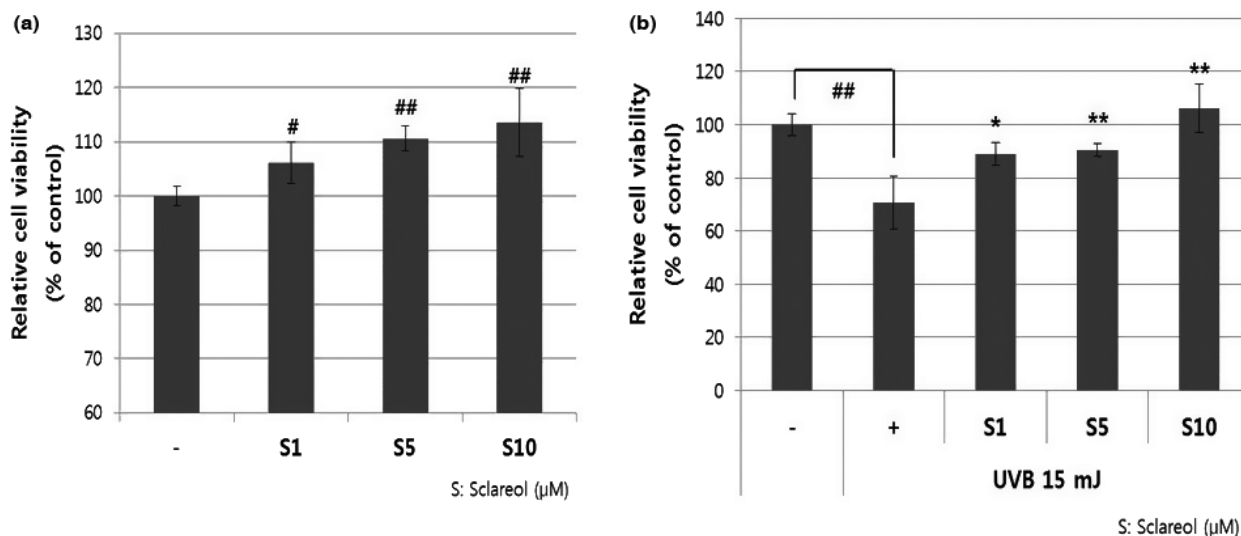 (a)
Relative cell viability
(% of control)
130
120
110
100
90
80
70
60
#
##
##
-
S1
S5
S10
S: Sclareol (μM)
(b)
Relative cell viability
(% of control)
140
120
100
80
60
40
20
0
##
*
**
**
-
+
S1
S5
S10
UVB 15 mJ
S: Sclareol (μM)